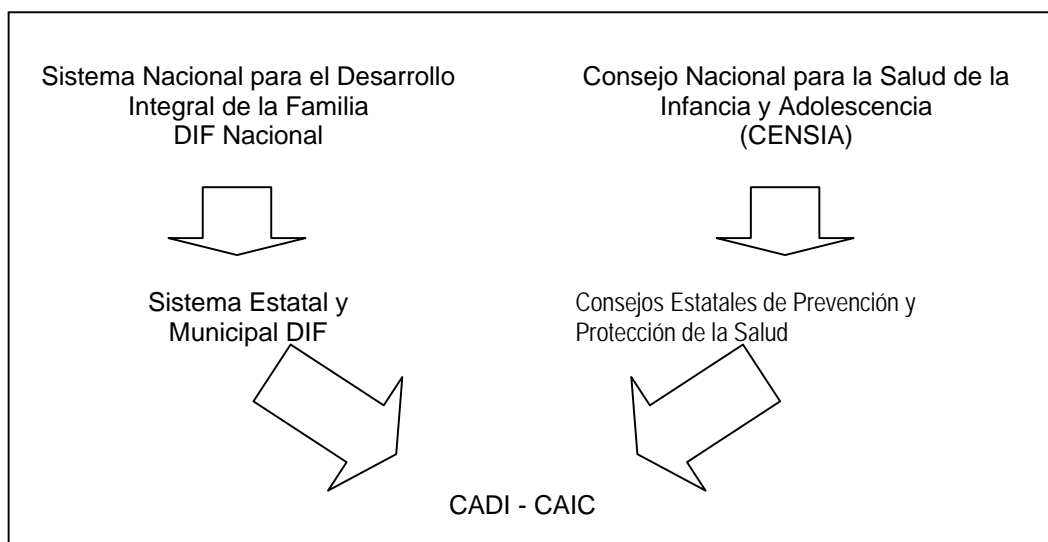 Sistema Nacional para el Desarrollo
Integral de la Familia
DIF Nacional
Consejo Nacional para la Salud de la
Infancia y Adolescencia
(CENSIA)
Sistema Estatal y
Municipal DIF
Consejos Estatales de Prevención y
Protección de la Salud
CADI - CAIC